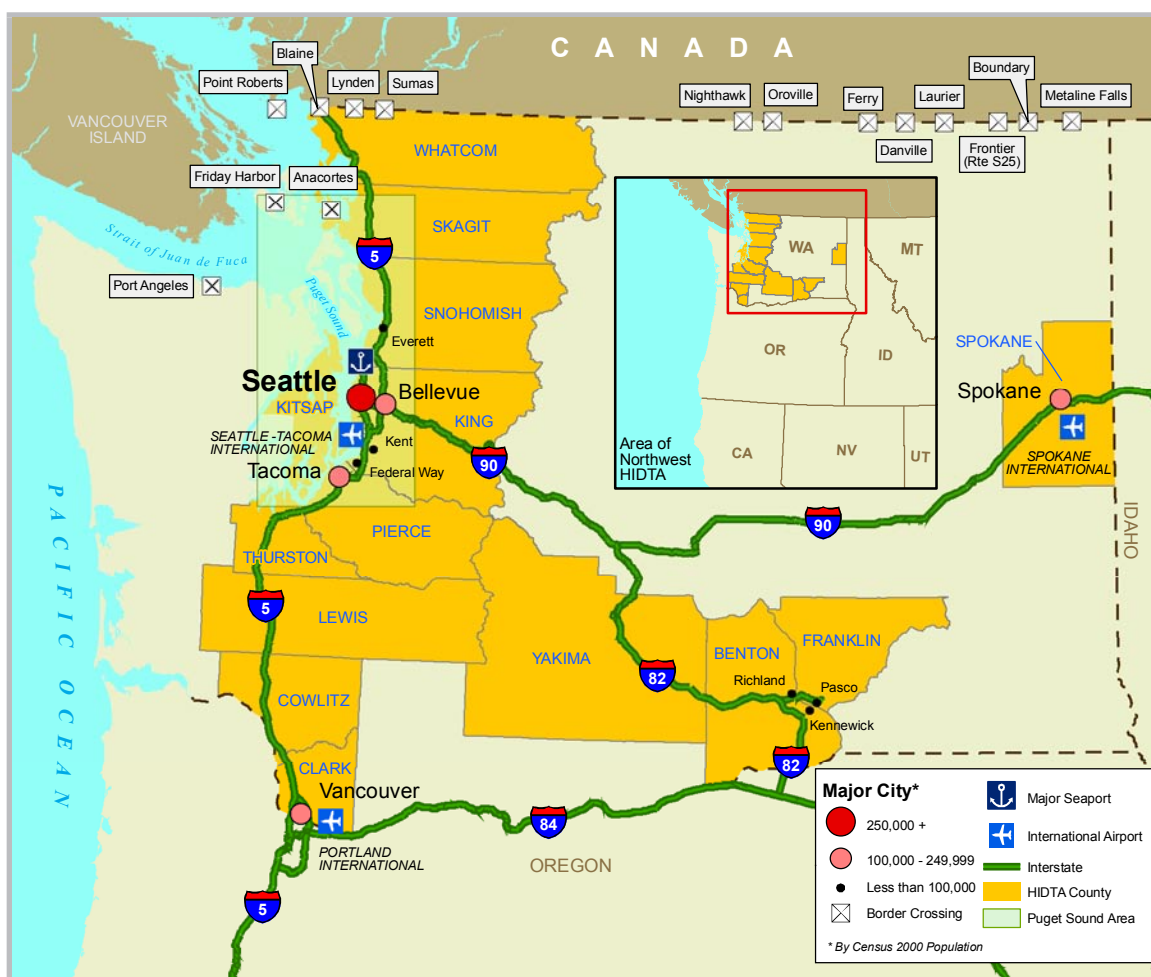 C A N A D A
Blaine
Point Roberts
Lynden
Sumas
Nighthawk
Oroville
Ferry
Laurier
Boundary
Metaline Falls
Danville
Frontier
(Rte S25)
VANCOUVER
ISLAND
WHATCOM
Friday Harbor
Anacortes
SKAGIT
Strait of Juan de Fuca
5
Port Angeles
Puget Sound
SNOHOMISH
Everett
WA
MT
OR
ID
CA
NV
UT
Area of
Northwest
HIDTA
Seattle
KITSAP
Bellevue
KING
SEATTLE -TACOMA
INTERNATIONAL
Kent
Federal Way
Tacoma
90
SPOKANE
Spokane
SPOKANE
INTERNATIONAL
90
IDAHO
PACIFIC OCEAN
PIERCE
THURSTON
5
LEWIS
YAKIMA
BENTON
FRANKLIN
82
Richland
Pasco
Kennewick
COWLITZ
82
CLARK
Vancouver
PORTLAND
INTERNATIONAL
84
OREGON
5
Major City*
250,000 +
100,000 - 249,999
Less than 100,000
Border Crossing
Major Seaport
International Airport
Interstate
HIDTA County
Puget Sound Area
* By Census 2000 Population